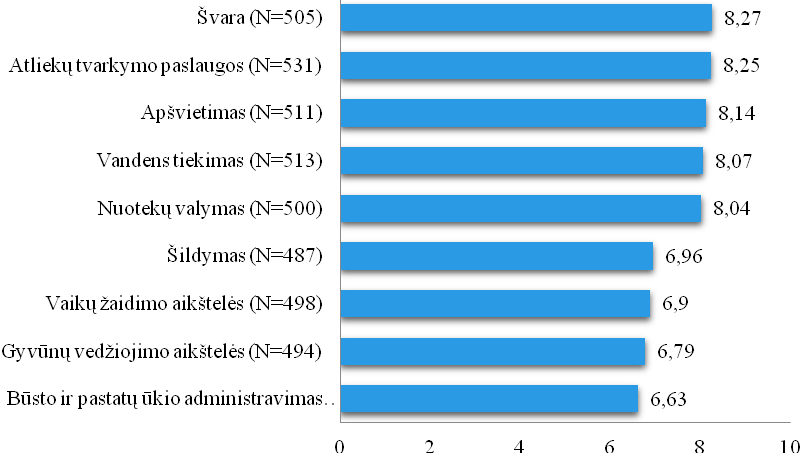 Švara (N=505) 8,27
Atliekų tvarkymo paslaugos (N=531) 8,25
Apšvietimas (N=511) 8,14
Vandens tiekimas (N=513) 8,07
Nuotekų valymas (N=500) 8,04
Šildymas (N=487) 6,96
Vaikų žaidimo aikštelės (N=498) 6,9
Gyvūnų vedžiojimo aikštelės (N=494) 6,79
Būsto ir pastatų ūkio administravimas.. 6,63
0 2 4 6 8 10